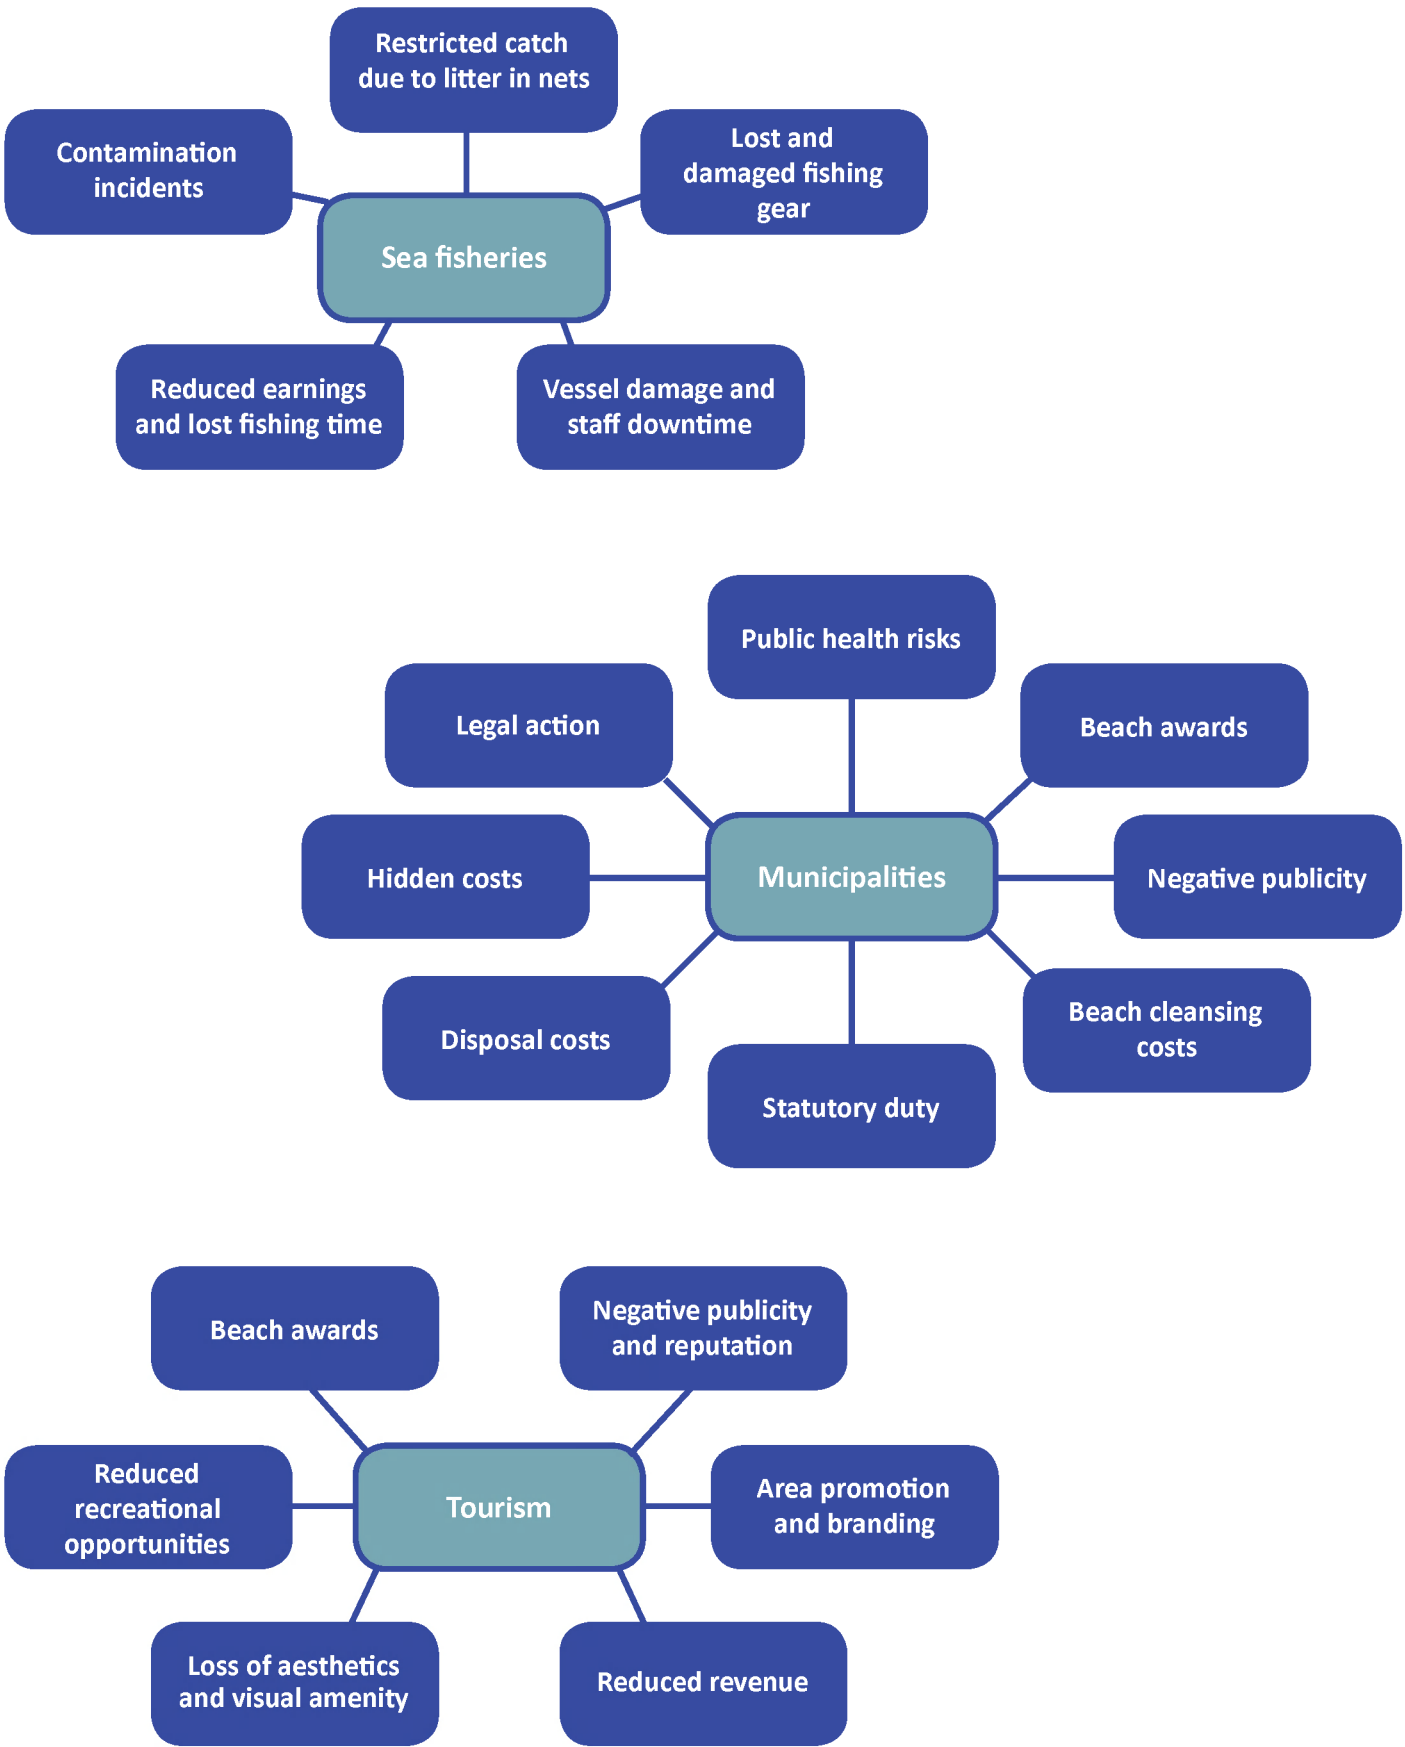 Restricted catch
due to litter in nets
Contamination
incidents
Lost and
damaged fishing
gear
Sea fisheries
Reduced earnings
and lost fishing time
Vessel damage and
staff downtime
Public health risks
Legal action
Beach awards
Hidden costs
Municipalities
Negative publicity
Disposal costs
Beach cleansing
costs
Statutory duty
Beach awards
Negative publicity
and reputation
Reduced
recreational
opportunities
Tourism
Area promotion
and branding
Loss of aesthetics
and visual amenity
Reduced revenue